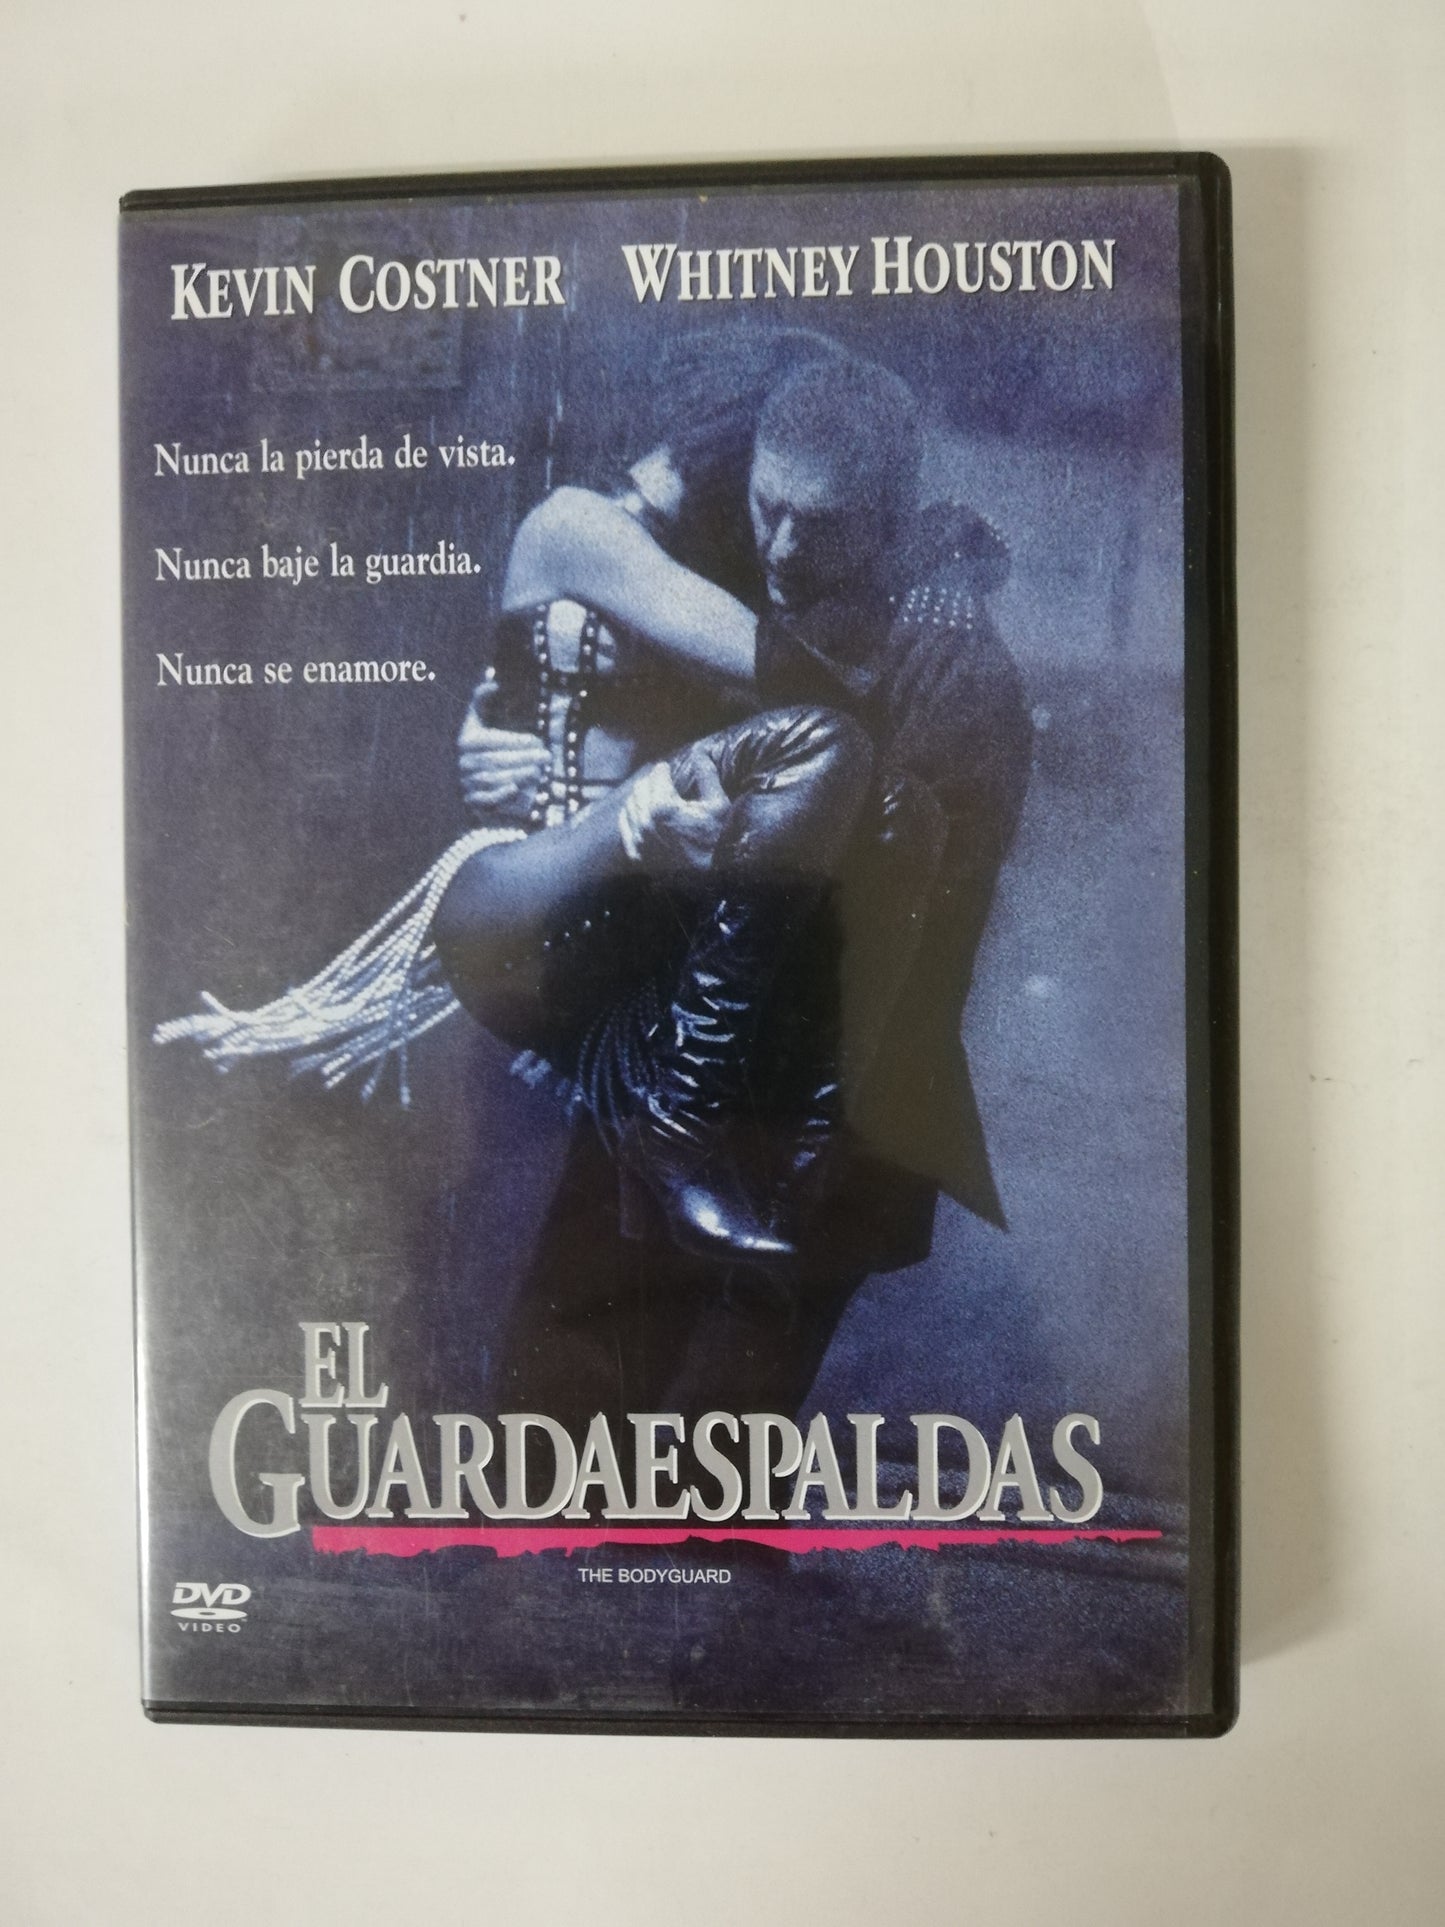 KEVIN COSTNER WHITNEY HOUSTON
Nunca la pierda de vista.
Nunca baje la guardia.
Nunca se enamore.
EL
GUARDAESPALDAS
THE BODYGUARD
DVD
VIDEO